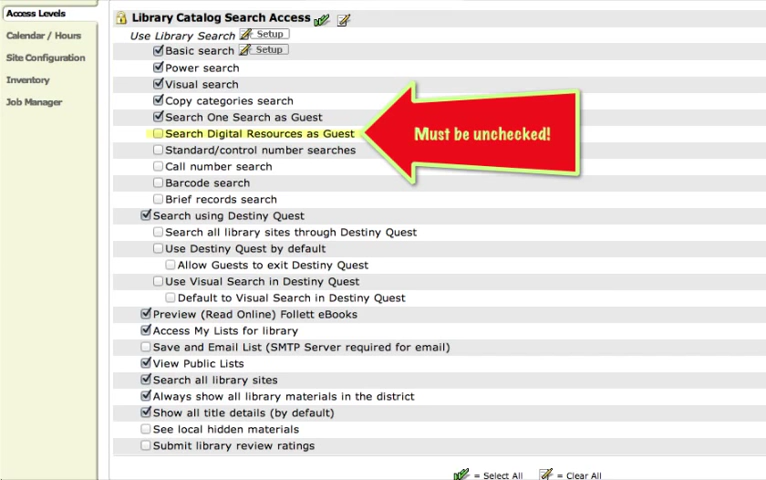 Access Levels
Calendar / Hours
Site Configuration
Inventory
Job Manager
Library Catalog Search Access
Use Library Search Setup
Basic search Setup
Power search
Visual search
Copy categories search
Search One Search as Guest
Search Digital Resources as Guest
Must be unchecked!
Standard/control number searches
Call number search
Barcode search
Brief records search
Search using Destiny Quest
Search all library sites through Destiny Quest
Use Destiny Quest by default
Allow Guests to exit Destiny Quest
Use Visual Search in Destiny Quest
Default to Visual Search in Destiny Quest
Preview (Read Online) Follett eBooks
Access My Lists for library
Save and Email List (SMTP Server required for email)
View Public Lists
Search all library sites
Always show all library materials in the district
Show all title details (by default)
See local hidden materials
Submit library review ratings
= Select All = Clear All